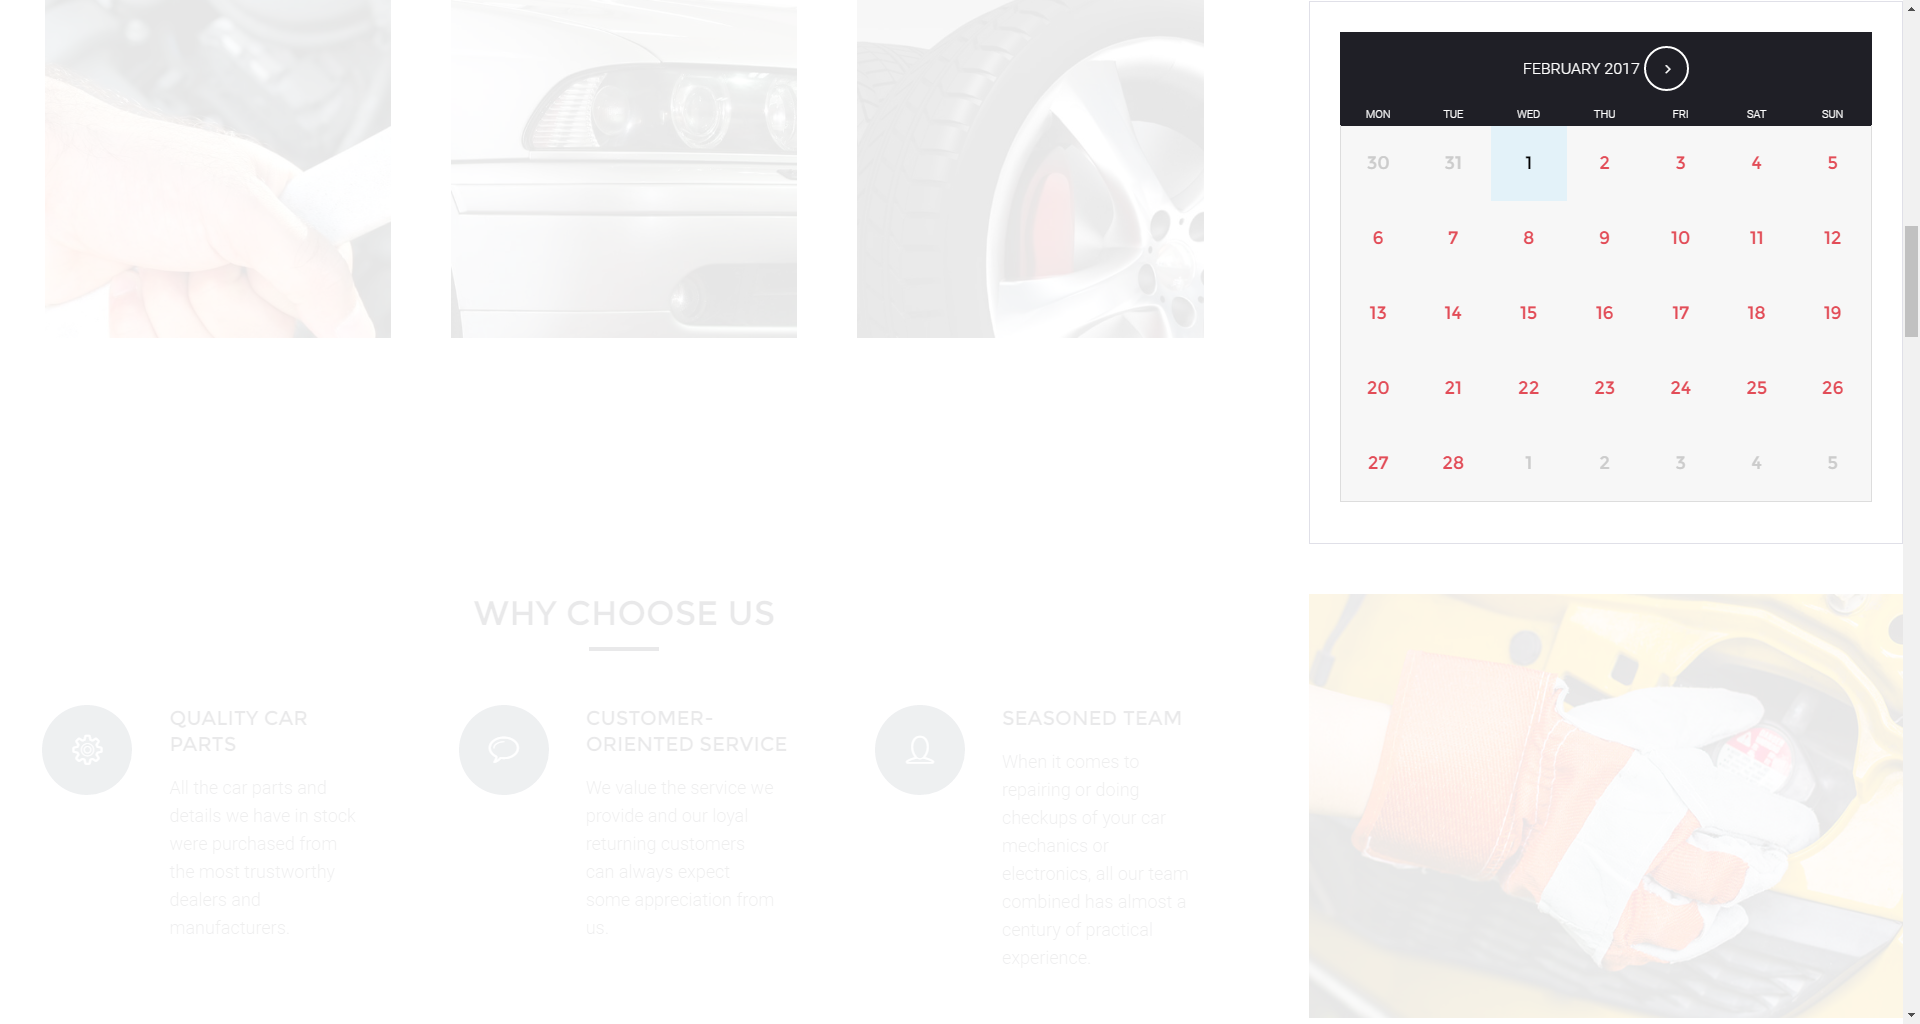 FEBRUARY 2017
MON TUE WED THU FRI SAT SUN
30 31 1 2 3 4 5
6 7 8 9 10 11 12
13 14 15 16 17 18 19
20 21 22 23 24 25 26
27 28 1 2 3 4 5
WHY CHOOSE US
QUALITY CAR
PARTS
All the car parts and
details we have in stock
were purchased from
the most trustworthy
dealers and
manufacturers.
CUSTOMER-
ORIENTED SERVICE
We value the service we
provide and our loyal
returning customers
can always expect
some appreciation from
us.
SEASONED TEAM
When it comes to
repairing or doing
checkups of your car
mechanics or
electronics, all our team
combined has almost a
century of practical
experience.